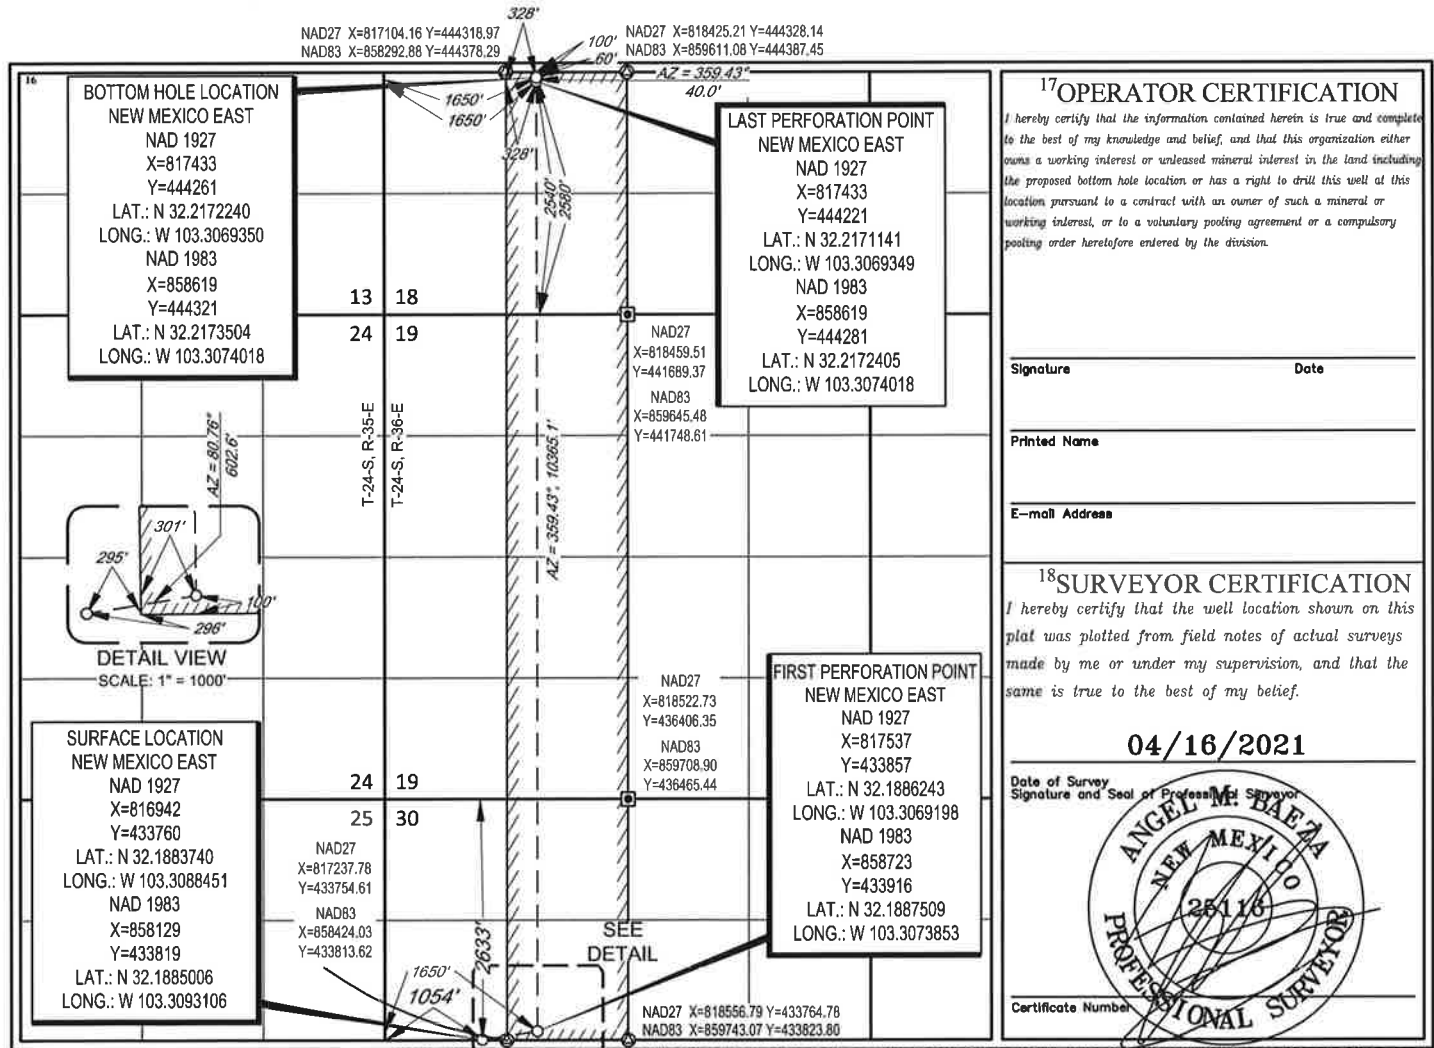 328'
NAD27 X=817104.16 Y=444318.97
NAD83 X=858292.88 Y=444378.29
100'
60'
NAD27 X=818425.21 Y=444328.14
NAD83 X=859611.08 Y=444387.45
AZ = 359.43°
40.0'
16
BOTTOM HOLE LOCATION
NEW MEXICO EAST
NAD 1927
X=817433
Y=444261
LAT.: N 32.2172240
LONG.: W 103.3069350
NAD 1983
X=858619
Y=444321
LAT.: N 32.2173504
LONG.: W 103.3074018
1650'
1650'
328'
2540'
2580'
LAST PERFORATION POINT
NEW MEXICO EAST
NAD 1927
X=817433
Y=444221
LAT.: N 32.2171141
LONG.: W 103.3069349
NAD 1983
X=858619
Y=444281
LAT.: N 32.2172405
LONG.: W 103.3074018
13 18
24 19
NAD27
X=818459.51
Y=441689.37
NAD83
X=859645.48
Y=441748.61
T-24-S, R-35-E
T-24-S, R-36-E
AZ = 359.43°, 10365.1'
AZ = 80.76°
602.6'
301'
295'
100'
296'
DETAIL VIEW
SCALE: 1" = 1000'
SURFACE LOCATION
NEW MEXICO EAST
NAD 1927
X=816942
Y=433760
LAT.: N 32.1883740
LONG.: W 103.3088451
NAD 1983
X=858129
Y=433819
LAT.: N 32.1885006
LONG.: W 103.3093106
24 19
25 30
NAD27
X=817237.78
Y=433754.61
NAD83
X=858424.03
Y=433813.62
NAD27
X=818522.73
Y=436406.35
NAD83
X=859708.90
Y=436465.44
FIRST PERFORATION POINT
NEW MEXICO EAST
NAD 1927
X=817537
Y=433857
LAT.: N 32.1886243
LONG.: W 103.3069198
NAD 1983
X=858723
Y=433916
LAT.: N 32.1887509
LONG.: W 103.3073853
2633'
1650'
1054'
SEE
DETAIL
NAD27 X=818556.79 Y=433764.78
NAD83 X=859743.07 Y=433823.80
17 OPERATOR CERTIFICATION
I hereby certify that the information contained herein is true and complete
to the best of my knowledge and belief, and that this organization either
owns a working interest or unleased mineral interest in the land including
the proposed bottom hole location or has a right to drill this well at this
location pursuant to a contract with an owner of such a mineral or
working interest, or to a voluntary pooling agreement or a compulsory
pooling order heretofore entered by the division.
Signature Date
Printed Name
E-mail Address
18 SURVEYOR CERTIFICATION
I hereby certify that the well location shown on this
plat was plotted from field notes of actual surveys
made by me or under my supervision, and that the
same is true to the best of my belief.
04/16/2021
Date of Survey
Signature and Seal of Professional Surveyor
ANGEL M. BAEZA
NEW MEXICO
25116
PROFESSIONAL SURVEYOR
Certificate Number